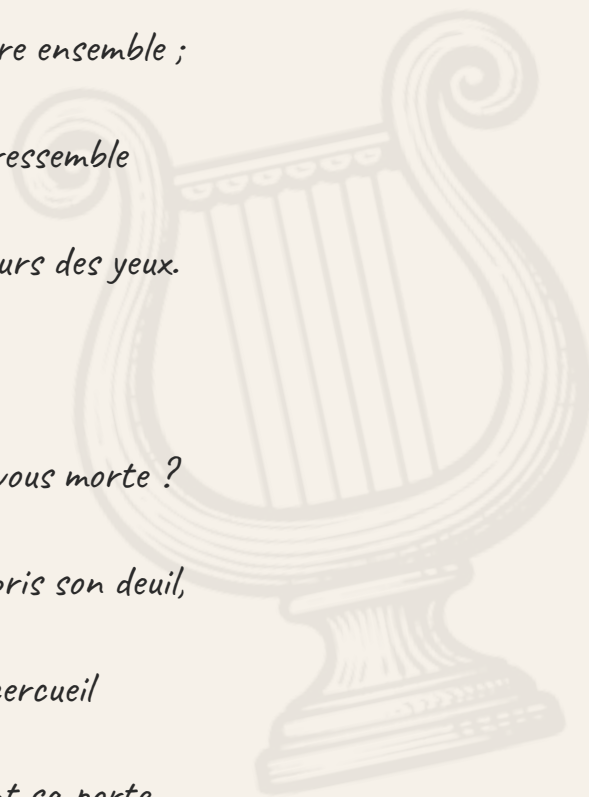 re ensemble ;
ressemble
urs des yeux.
vous morte ?
pris son deuil,
ercueil